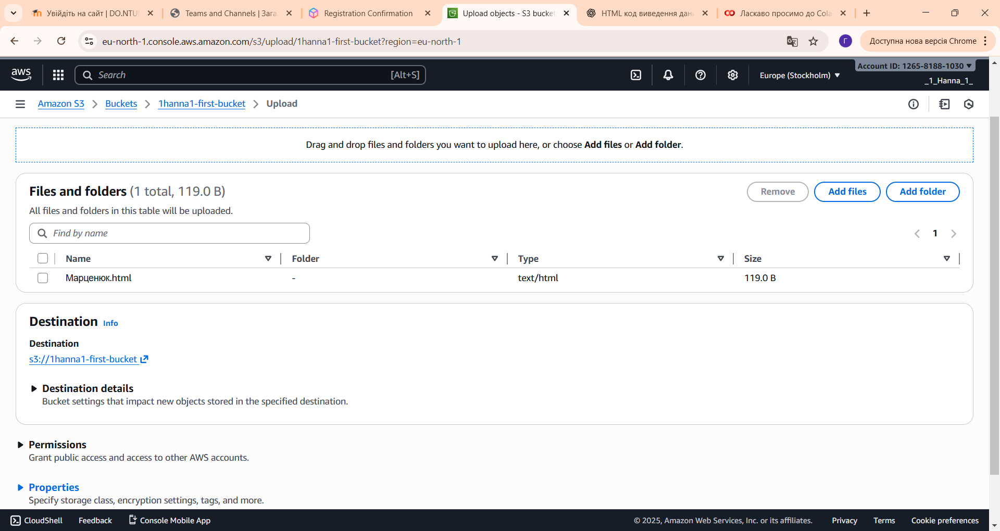 Увійдіть на сайт | DO.NTU
Teams and Channels | Зага
Registration Confirmation
Upload objects - S3 bucket
HTML код виведення дан
Ласкаво просимо до Cola
eu-north-1.console.aws.amazon.com/s3/upload/1hanna1-first-bucket?region=eu-north-1
Г
Доступна нова версія Chrome
aws
Search
[Alt+S]
Europe (Stockholm)
Account ID: 1265-8188-1030
_1_Hanna_1_
Amazon S3
Buckets
1hanna1-first-bucket
Upload
Drag and drop files and folders you want to upload here, or choose Add files or Add folder.
Files and folders (1 total, 119.0 B)
Remove
Add files
Add folder
All files and folders in this table will be uploaded.
Find by name
1
Name
Folder
Type
Size
Марценюк.html
-
text/html
119.0 B
Destination Info
Destination
s3://1hanna1-first-bucket
Destination details
Bucket settings that impact new objects stored in the specified destination.
Permissions
Grant public access and access to other AWS accounts.
Properties
Specify storage class, encryption settings, tags, and more.
CloudShell
Feedback
Console Mobile App
© 2025, Amazon Web Services, Inc. or its affiliates.
Privacy
Terms
Cookie preferences